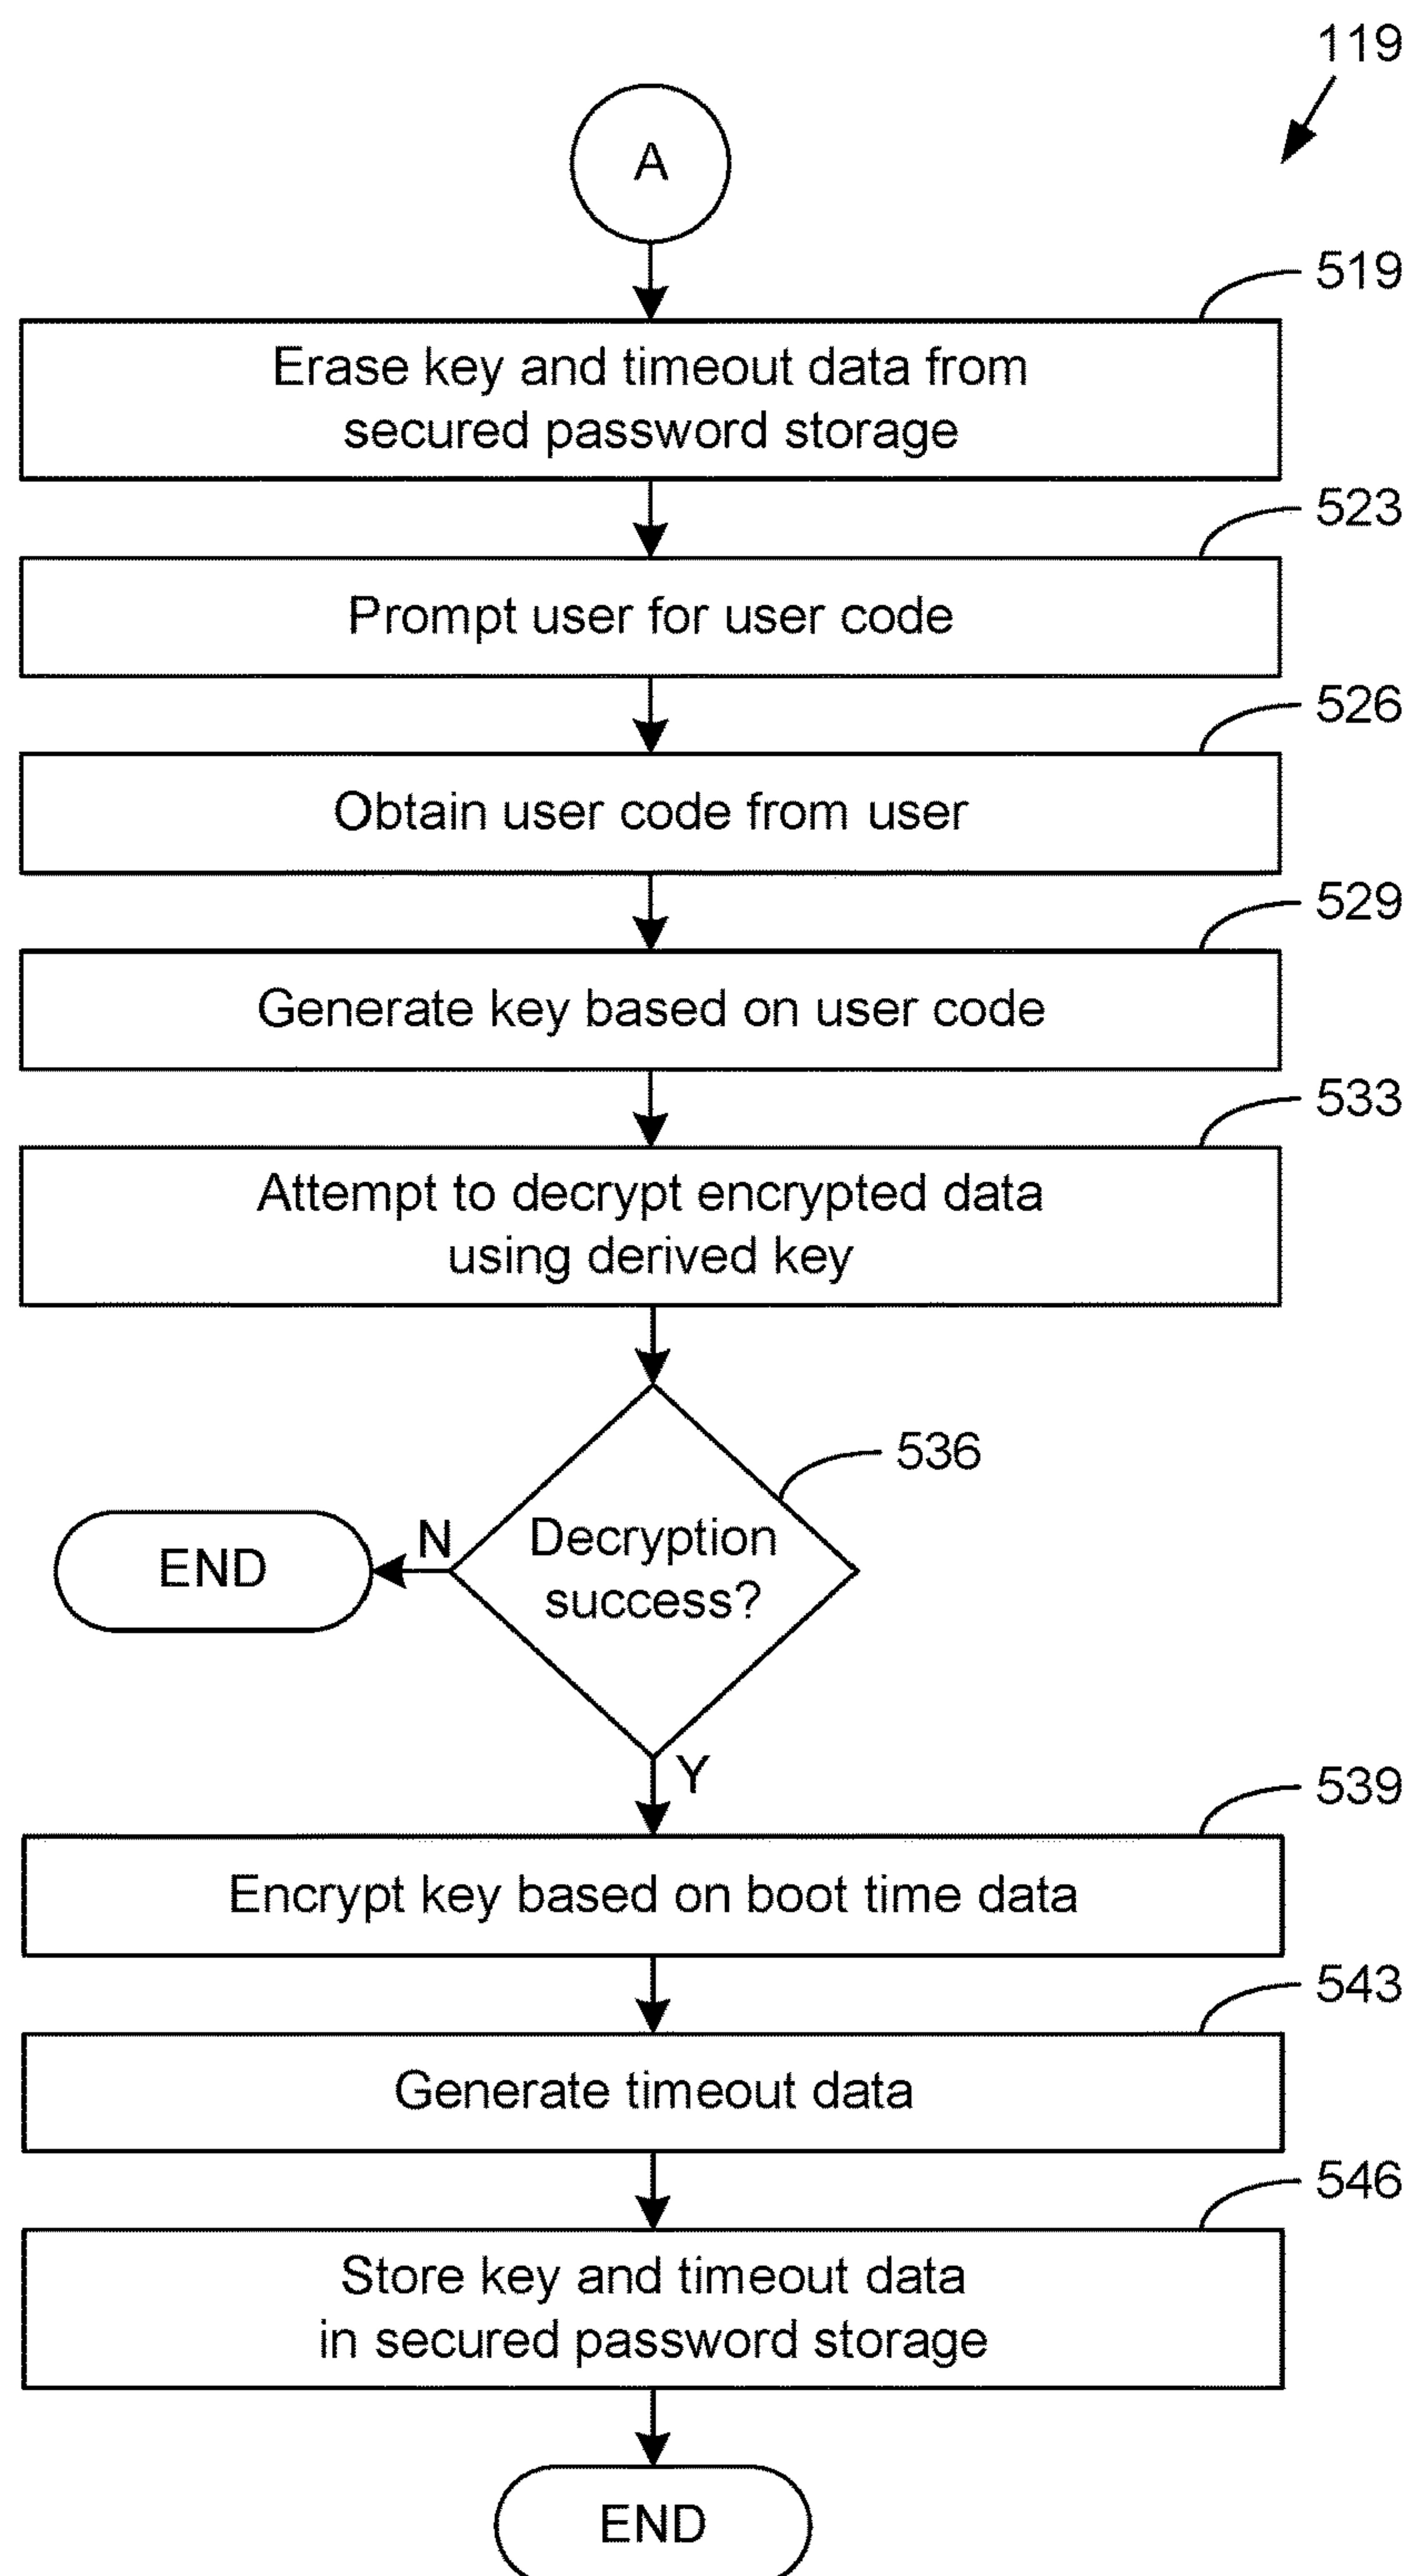 119
A
519
Erase key and timeout data from
secured password storage
523
Prompt user for user code
526
Obtain user code from user
529
Generate key based on user code
533
Attempt to decrypt encrypted data
using derived key
536
Decryption
success?
N
END
Y
539
Encrypt key based on boot time data
543
Generate timeout data
546
Store key and timeout data
in secured password storage
END